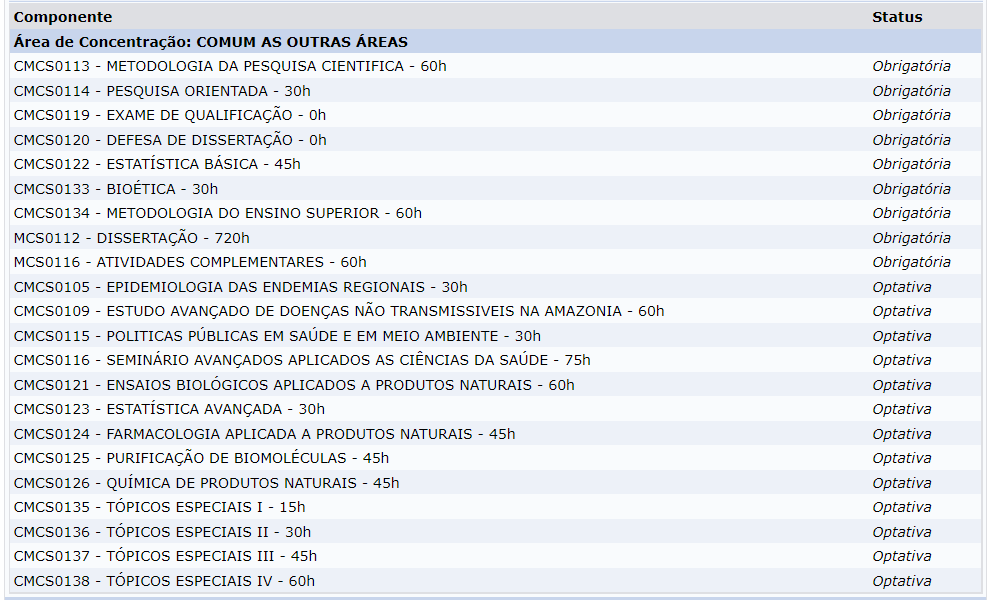 Componente Status
Área de Concentração: COMUM AS OUTRAS ÁREAS
CMCS0113 - METODOLOGIA DA PESQUISA CIENTIFICA - 60h Obrigatória
CMCS0114 - PESQUISA ORIENTADA - 30h Obrigatória
CMCS0119 - EXAME DE QUALIFICAÇÃO - 0h Obrigatória
CMCS0120 - DEFESA DE DISSERTAÇÃO - 0h Obrigatória
CMCS0122 - ESTATÍSTICA BÁSICA - 45h Obrigatória
CMCS0133 - BIOÉTICA - 30h Obrigatória
CMCS0134 - METODOLOGIA DO ENSINO SUPERIOR - 60h Obrigatória
MCS0112 - DISSERTAÇÃO - 720h Obrigatória
MCS0116 - ATIVIDADES COMPLEMENTARES - 60h Obrigatória
CMCS0105 - EPIDEMIOLOGIA DAS ENDEMIAS REGIONAIS - 30h Optativa
CMCS0109 - ESTUDO AVANÇADO DE DOENÇAS NÃO TRANSMISSIVEIS NA AMAZONIA - 60h Optativa
CMCS0115 - POLITICAS PÚBLICAS EM SAÚDE E EM MEIO AMBIENTE - 30h Optativa
CMCS0116 - SEMINÁRIO AVANÇADOS APLICADOS AS CIÊNCIAS DA SAÚDE - 75h Optativa
CMCS0121 - ENSAIOS BIOLÓGICOS APLICADOS A PRODUTOS NATURAIS - 60h Optativa
CMCS0123 - ESTATÍSTICA AVANÇADA - 30h Optativa
CMCS0124 - FARMACOLOGIA APLICADA A PRODUTOS NATURAIS - 45h Optativa
CMCS0125 - PURIFICAÇÃO DE BIOMOLÉCULAS - 45h Optativa
CMCS0126 - QUÍMICA DE PRODUTOS NATURAIS - 45h Optativa
CMCS0135 - TÓPICOS ESPECIAIS I - 15h Optativa
CMCS0136 - TÓPICOS ESPECIAIS II - 30h Optativa
CMCS0137 - TÓPICOS ESPECIAIS III - 45h Optativa
CMCS0138 - TÓPICOS ESPECIAIS IV - 60h Optativa